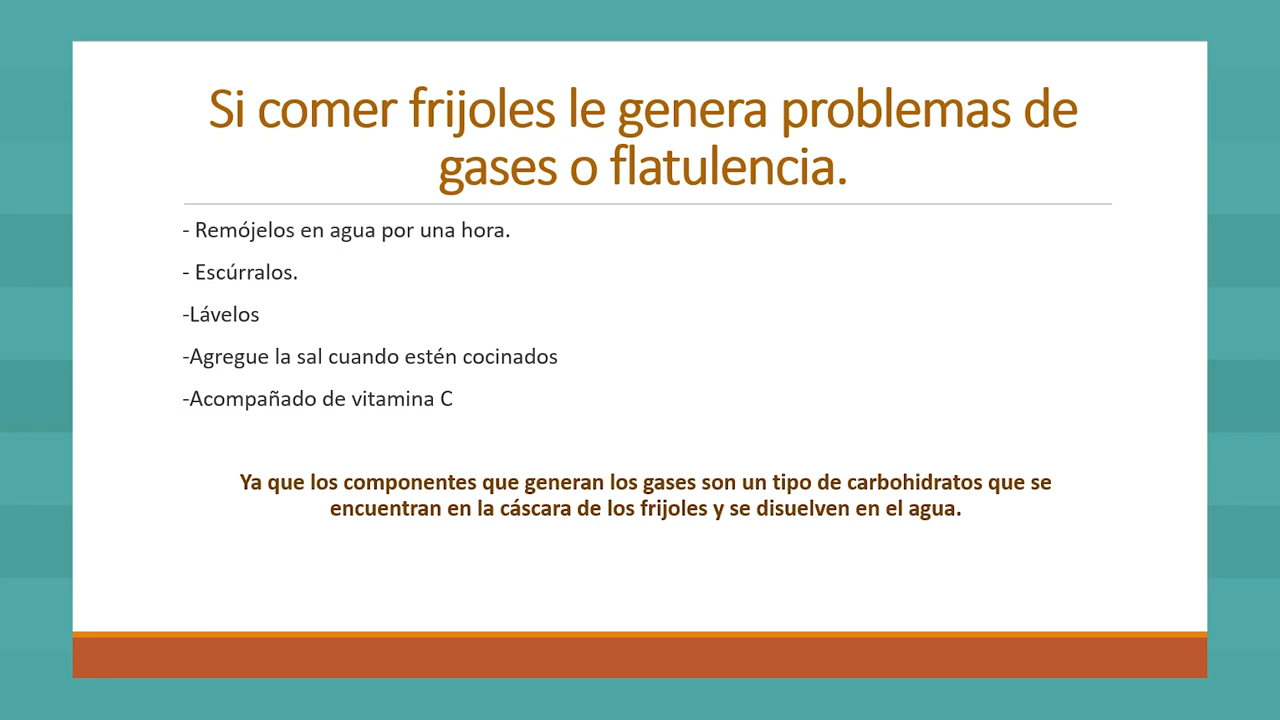 Si comer frijoles le genera problemas de
gases o flatulencia.
- Remójelos en agua por una hora.
- Escúrralos.
-Lávelos
-Agregue la sal cuando estén cocinados
-Acompañado de vitamina C
Ya que los componentes que generan los gases son un tipo de carbohidratos que se
encuentran en la cáscara de los frijoles y se disuelven en el agua.